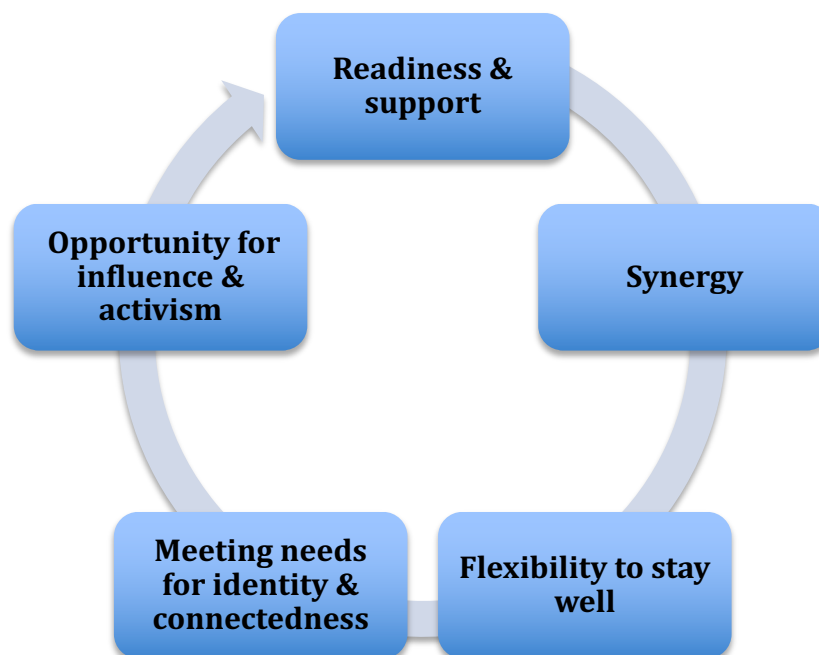 Readiness &
support
Synergy
Flexibility to stay
well
Meeting needs
for identity &
connectedness
Opportunity for
influence &
activism